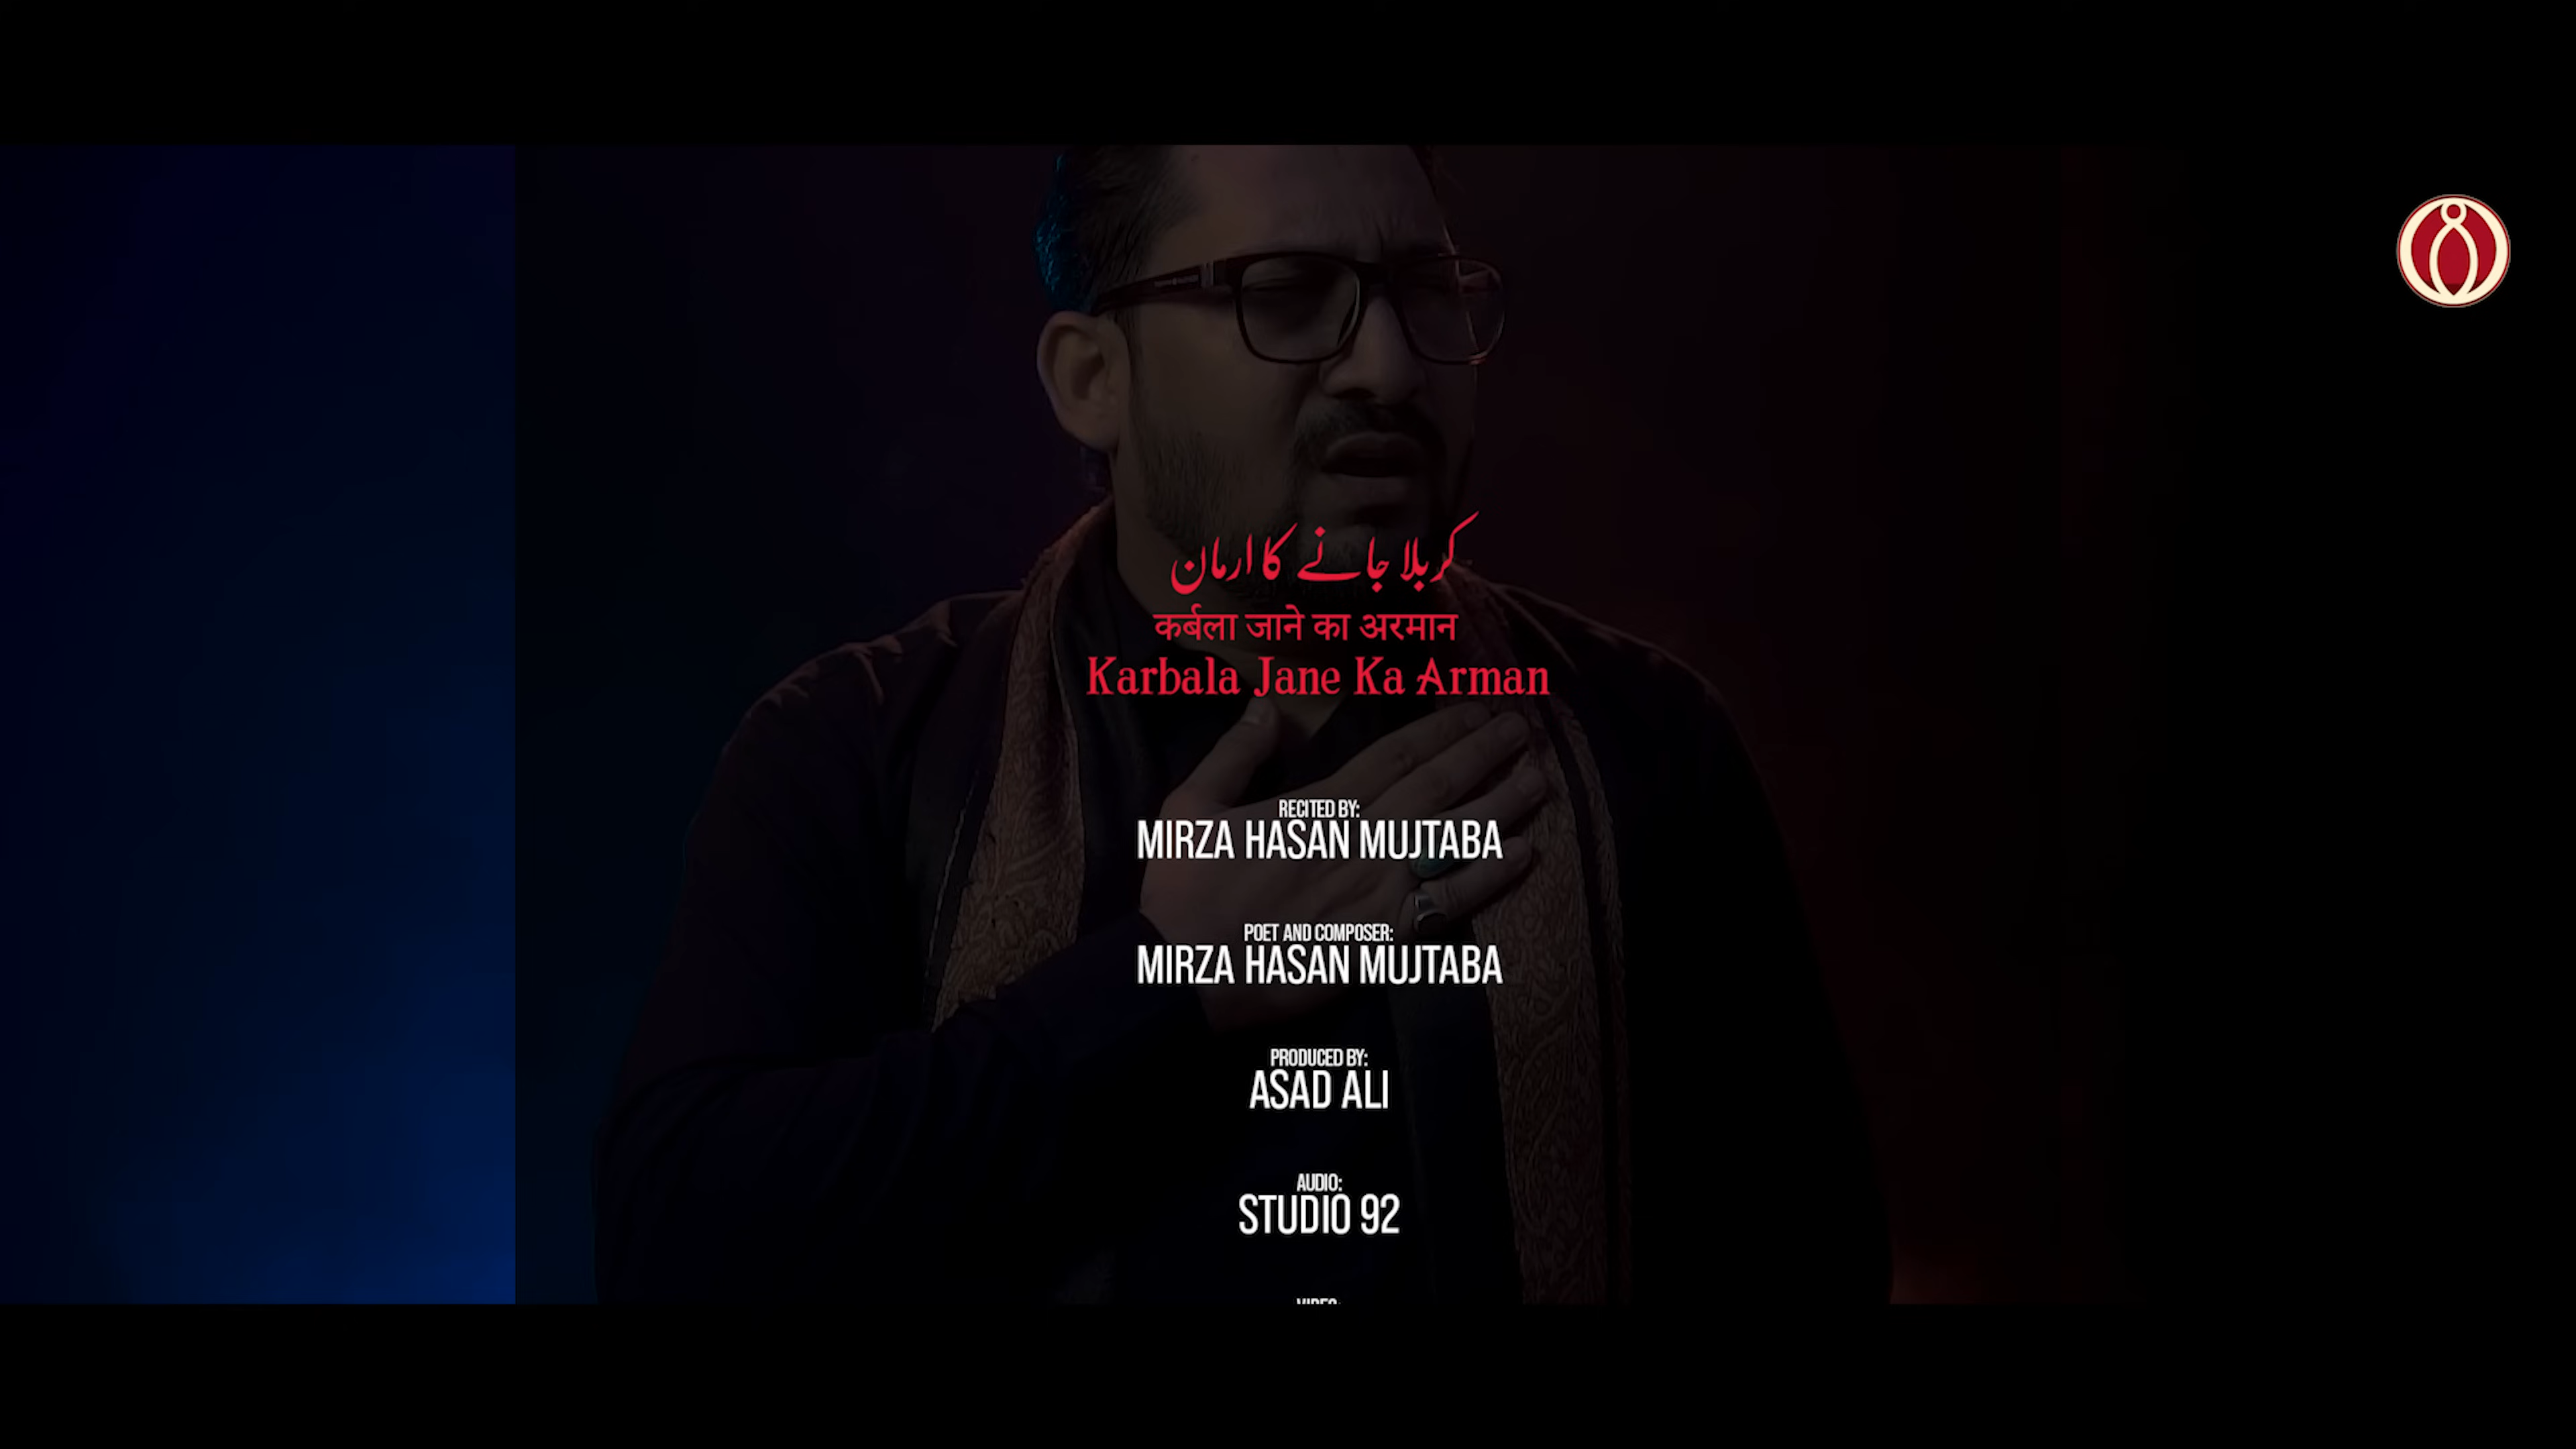 کربلا جانے کا ارمان
कर्बला जाने का अरमान
Karbala Jane Ka Arman
RECITED BY:
MIRZA HASAN MUJTABA
POET AND COMPOSER:
MIRZA HASAN MUJTABA
PRODUCED BY:
ASAD ALI
AUDIO:
STUDIO 92
VIDEO: